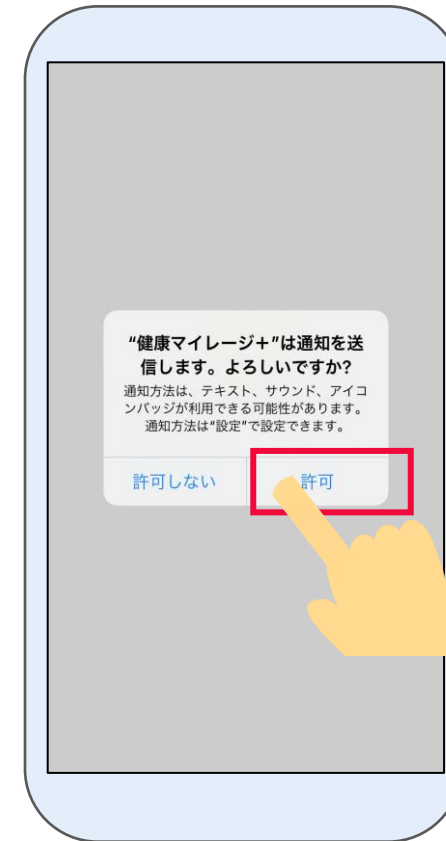 “健康マイレージ+”は通知を送
信します。よろしいですか?
通知方法は、テキスト、サウンド、アイコ
ンバッジが利用できる可能性があります。
通知方法は“設定”で設定できます。
許可しない 許可